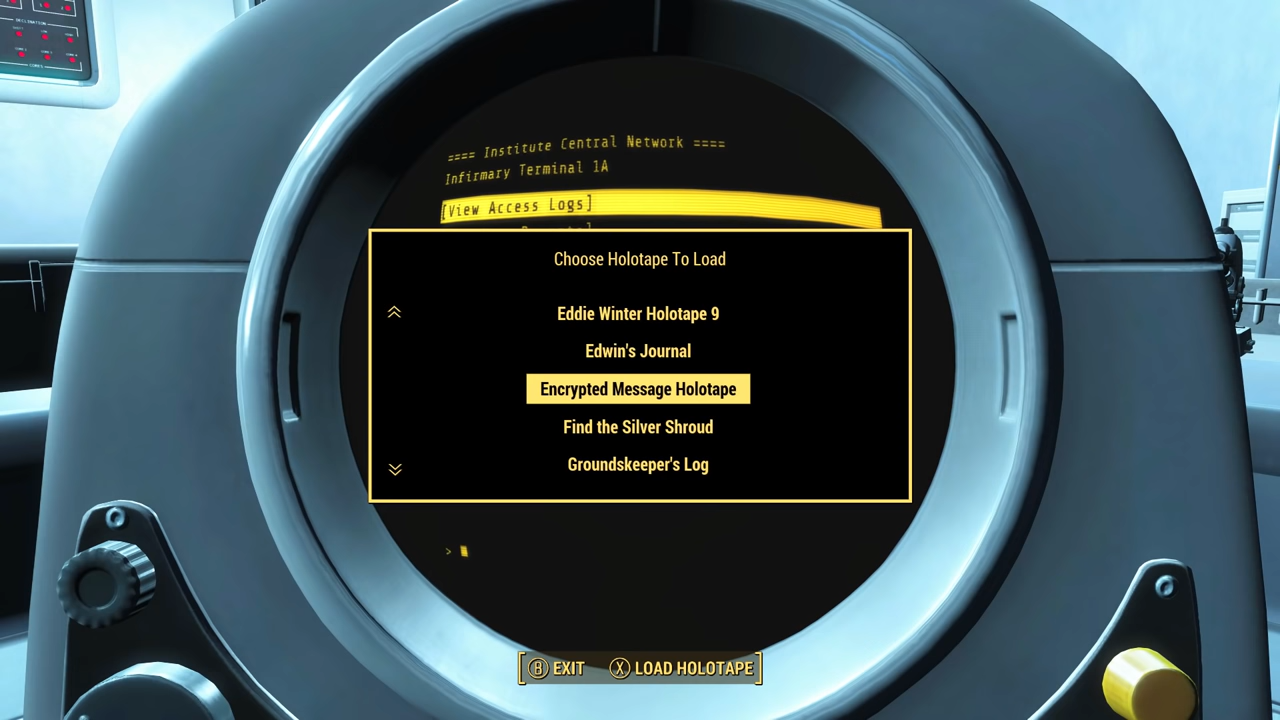 DECLINATION
==== Institute Central Network ====
Infirmary Terminal 1A
[View Access Logs]
Choose Holotape To Load
Eddie Winter Holotape 9
Edwin's Journal
Encrypted Message Holotape
Find the Silver Shroud
Groundskeeper's Log
>
(B) EXIT (X) LOAD HOLOTAPE